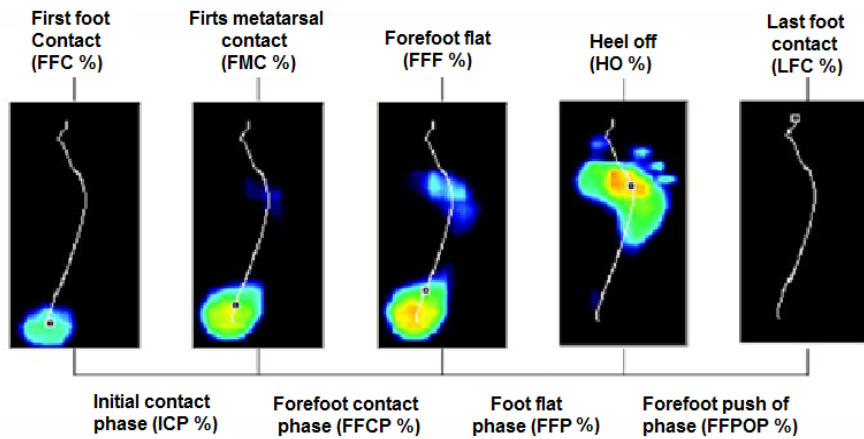 First foot
Contact
(FFC %)
Firts metatarsal
contact
(FMC %)
Forefoot flat
(FFF %)
Heel off
(HO %)
Last foot
contact
(LFC %)
Initial contact
phase (ICP %)
Forefoot contact
phase (FFCP %)
Foot flat
phase (FFP %)
Forefoot push of
phase (FFPOP %)